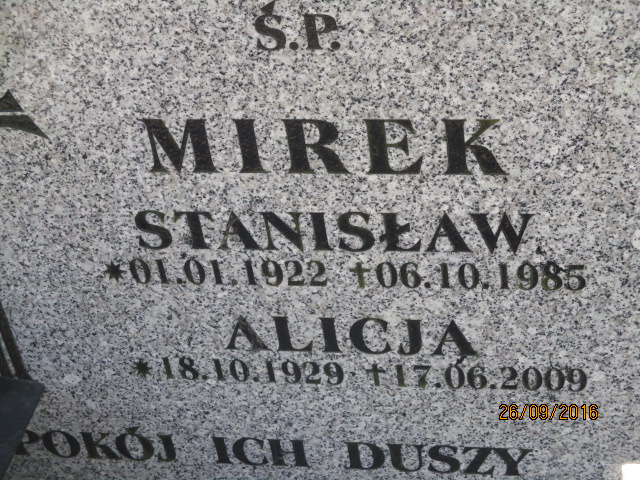 Ś.P.
MIREK
STANISŁAW
*01.01.1922 †06.10.1985
ALICJA
*18.10.1929 †17.06.2009
26/09/2016
POKÓJ ICH DUSZY